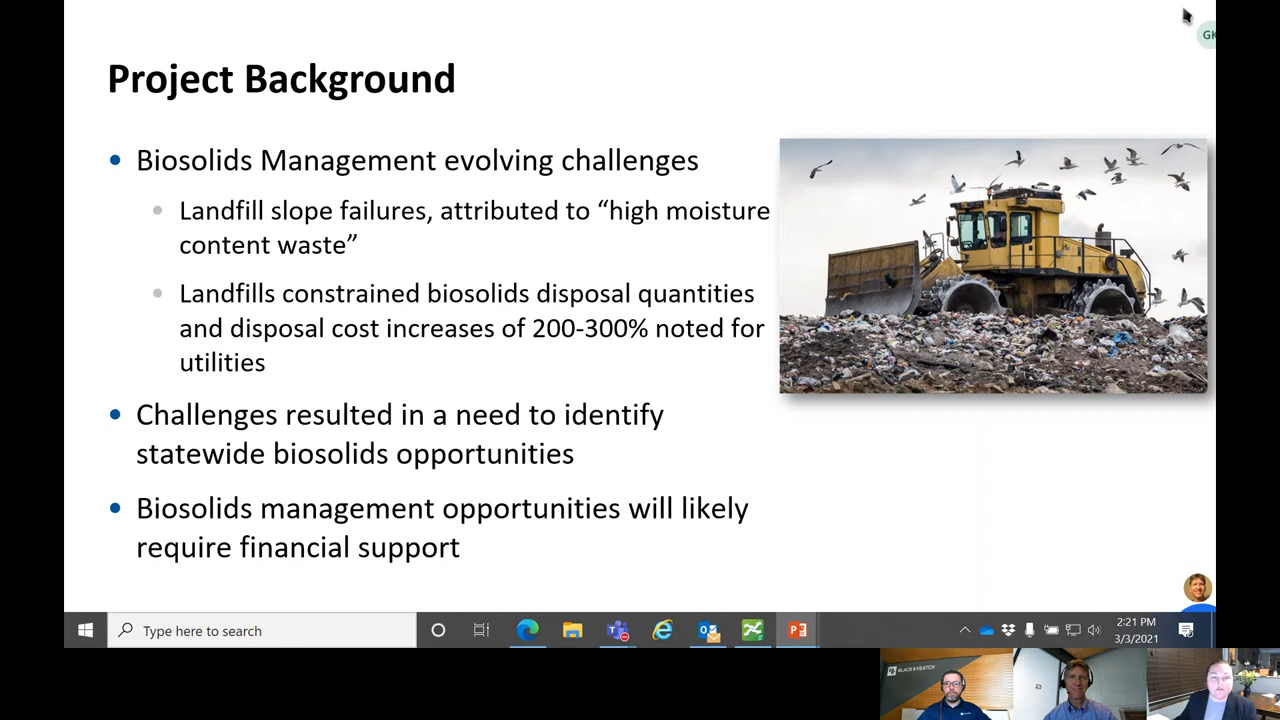 GK
Project Background
• Biosolids Management evolving challenges
• Landfill slope failures, attributed to “high moisture
content waste”
• Landfills constrained biosolids disposal quantities
and disposal cost increases of 200-300% noted for
utilities
• Challenges resulted in a need to identify
statewide biosolids opportunities
• Biosolids management opportunities will likely
require financial support
Type here to search
2:21 PM
3/3/2021
BLACK & VEATCH